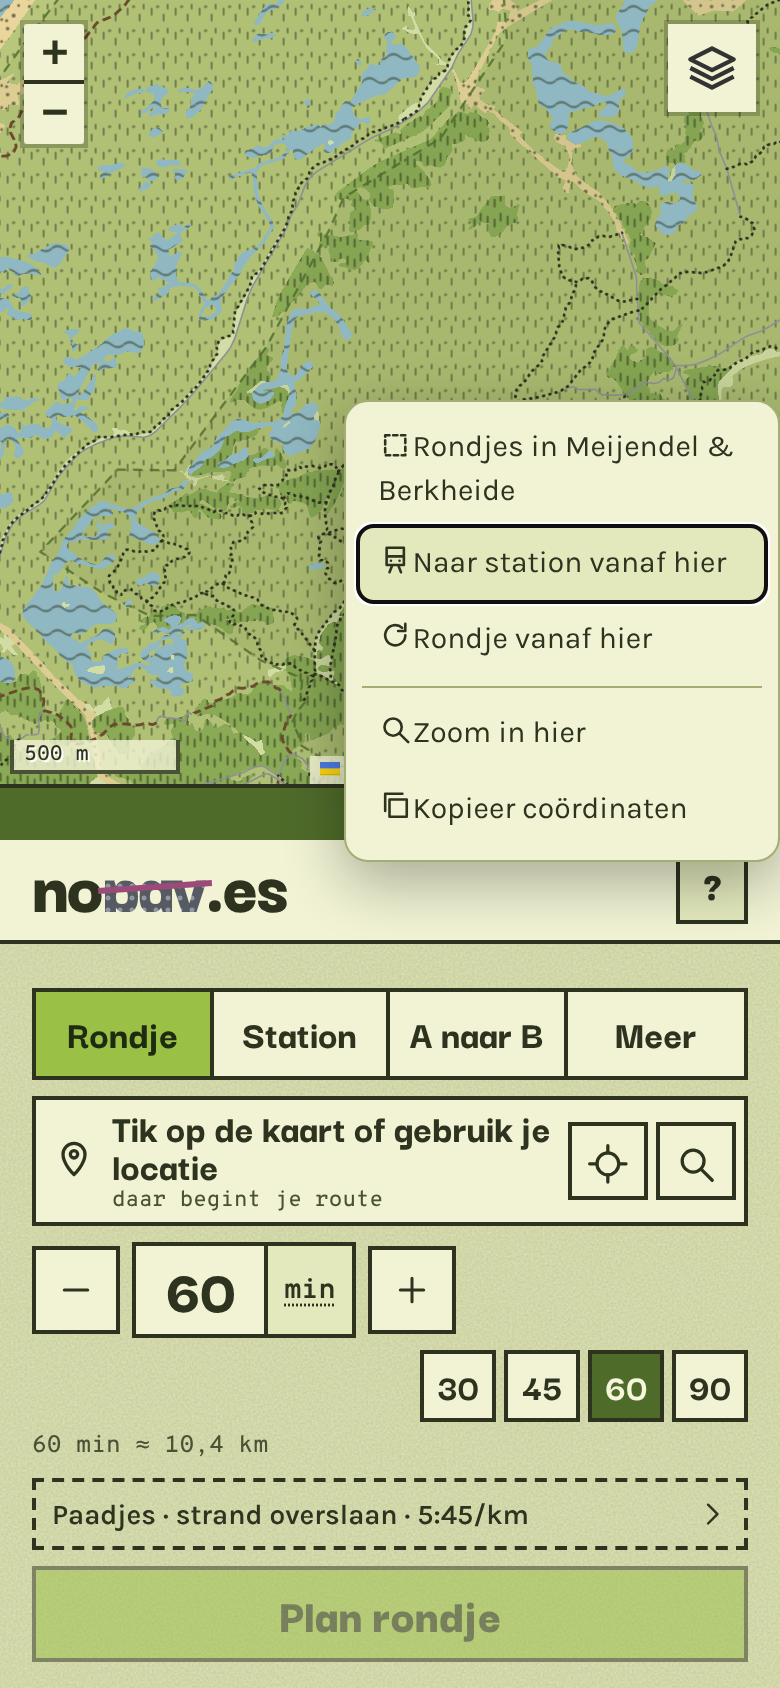 +
−
Rondjes in Meijendel &
Berkheide
Naar station vanaf hier
Rondje vanaf hier
Zoom in hier
Kopieer coördinaten
500 m
nopav.es
?
Rondje
Station
A naar B
Meer
Tik op de kaart of gebruik je
locatie
daar begint je route
− 60 min +
30 45 60 90
60 min ≈ 10,4 km
Paadjes · strand overslaan · 5:45/km
Plan rondje